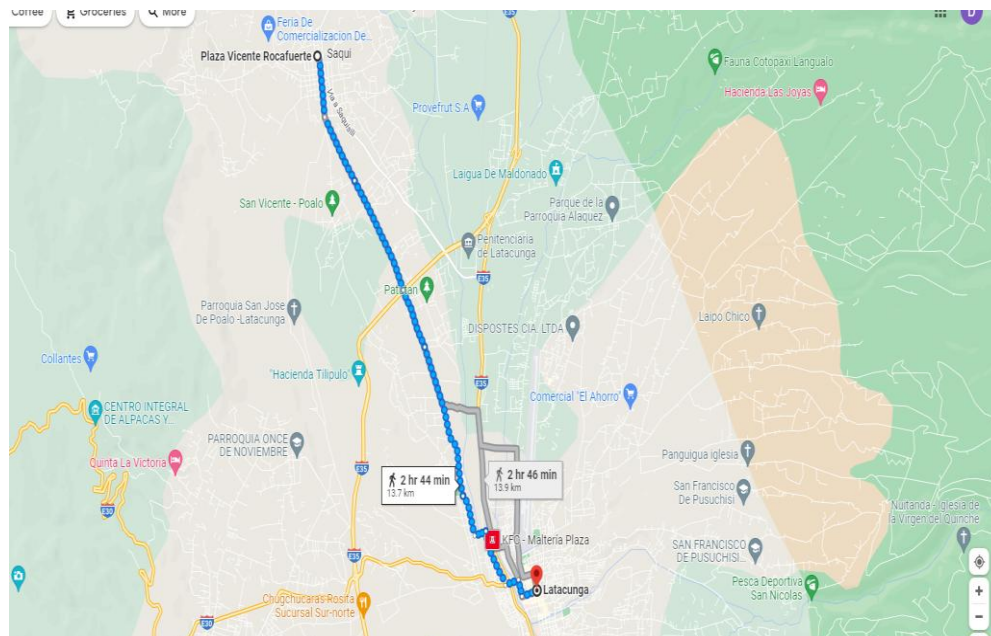 Coffee
Groceries
More
E35
D
Feria De
Comercializacion De...
Plaza Vicente Rocafuerte
Saqui
Fauna Cotopaxi Langualo
Hacienda Las Joyas
Via a Saquisilí
Provefrut S.A
Laigua De Maldonado
San Vicente - Poalo
Parque de la
Parroquia Alaquez
Penitenciaria
de Latacunga
E35
Patutan
Parroquia San Jose
De Poalo -Latacunga
Laipo Chico
DISPOSTES CIA. LTDA
Collantes
"Hacienda Tilipulo"
E35
Comercial "El Ahorro"
CENTRO INTEGRAL
DE ALPACAS Y...
PARROQUIA ONCE
DE NOVIEMBRE
Quinta La Victoria
E35
Panguigua iglesia
2 hr 44 min
13.7 km
2 hr 46 min
13.9 km
San Francisco
De Pusuchisi
E30
Nuitanda - Iglesia de
la Virgen del Quinche
KFC - Malteria Plaza
SAN FRANCISCO
DE PUSUCHISI...
E35
Latacunga
Pesca Deportiva
San Nicolas
Chugchucaras Rosita
Sucursal Sur-norte
E30